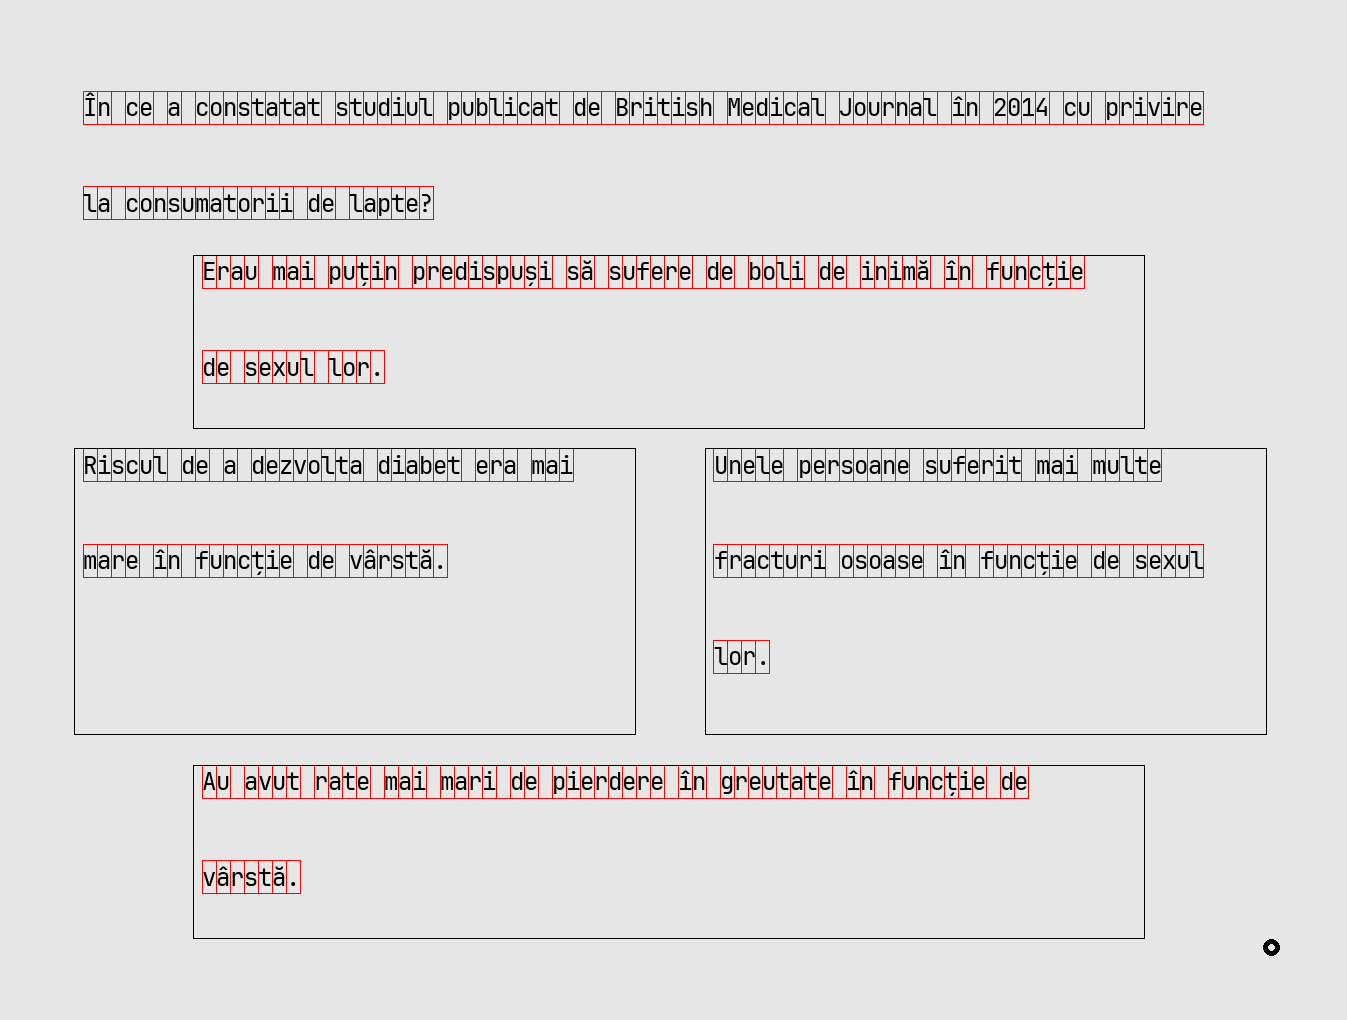 În ce a constatat studiul publicat de British Medical Journal în 2014 cu privire
la consumatorii de lapte?
Erau mai puțin predispuși să sufere de boli de inimă în funcție
de sexul lor.
Riscul de a dezvolta diabet era mai
mare în funcție de vârstă.
Unele persoane suferit mai multe
fracturi osoase în funcție de sexul
lor.
Au avut rate mai mari de pierdere în greutate în funcție de
vârstă.